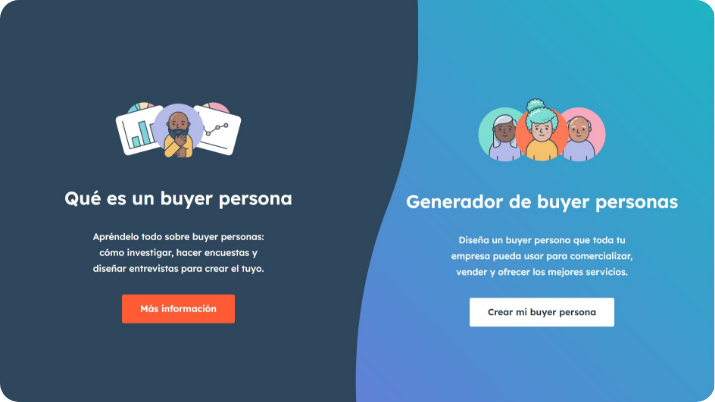 Qué es un buyer persona
Apréndelo todo sobre buyer personas:
cómo investigar, hacer encuestas y
diseñar entrevistas para crear el tuyo.
Más información
Generador de buyer personas
Diseña un buyer persona que toda tu
empresa pueda usar para comercializar,
vender y ofrecer los mejores servicios.
Crear mi buyer persona